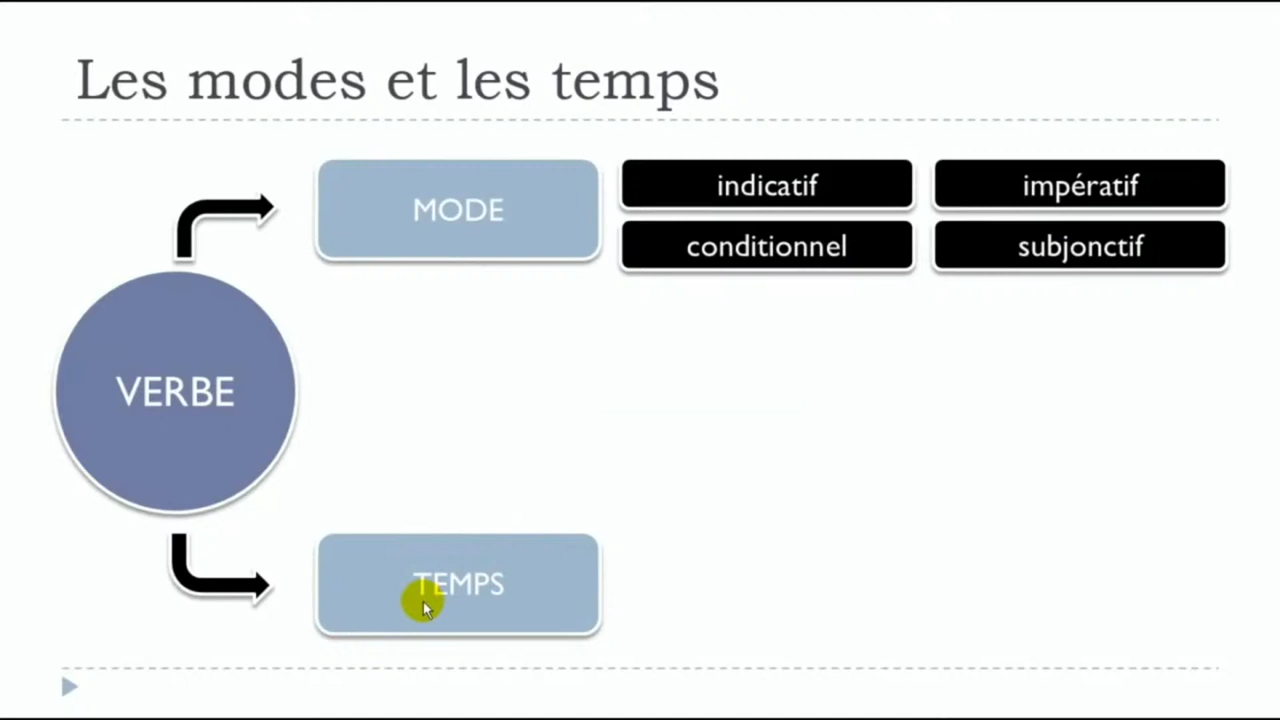 Les modes et les temps
MODE
indicatif
impératif
conditionnel
subjonctif
VERBE
TEMPS